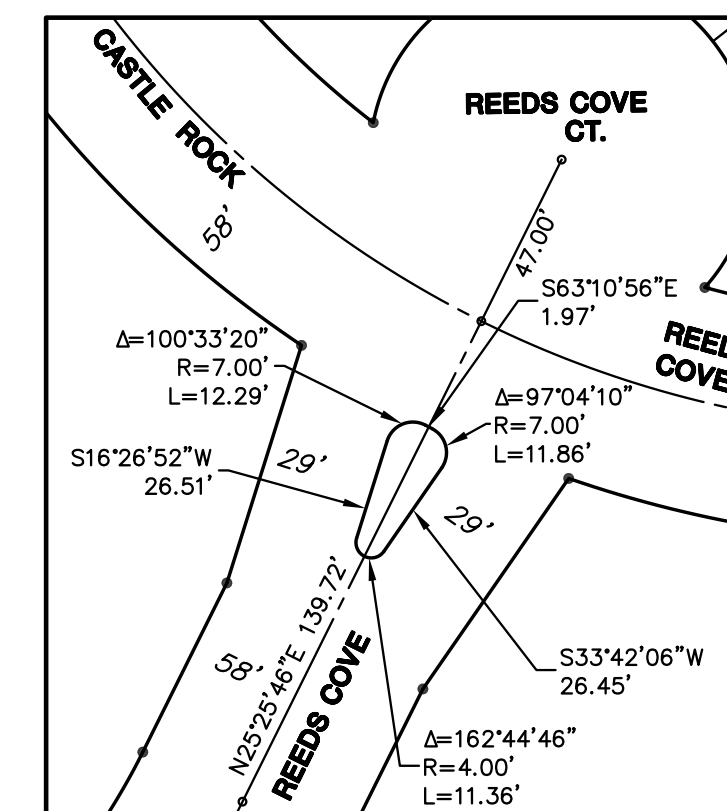 CASTLE ROCK
REEDS COVE
CT.
58'
47.00'
S63°10'56"E
1.97'
REED
COVE
Δ=100°33'20"
R=7.00'
L=12.29'
Δ=97°04'10"
R=7.00'
L=11.86'
S16°26'52"W
26.51'
29'
29'
N25°25'46"E 139.72'
58'
REEDS COVE
S33°42'06"W
26.45'
Δ=162°44'46"
R=4.00'
L=11.36'